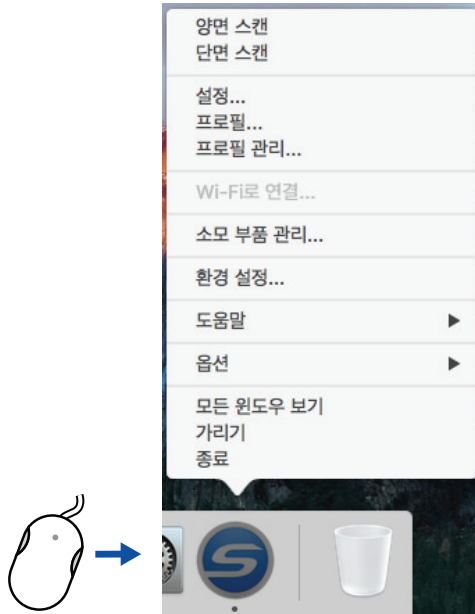 양면 스캔
단면 스캔
설정...
프로필...
프로필 관리...
Wi-Fi로 연결...
소모 부품 관리...
환경 설정...
도움말
옵션
모든 윈도우 보기
가리기
종료
S